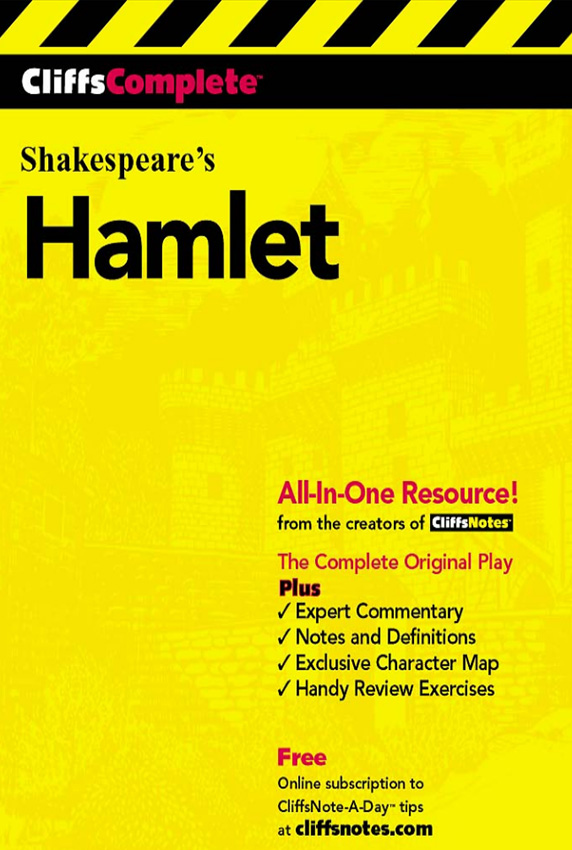 CliffsComplete™
Shakespeare's
Hamlet
All-In-One Resource!
from the creators of CliffsNotes™
The Complete Original Play
Plus
✓ Expert Commentary
✓ Notes and Definitions
✓ Exclusive Character Map
✓ Handy Review Exercises
Free
Online subscription to
CliffsNote-A-Day™ tips
at cliffsnotes.com